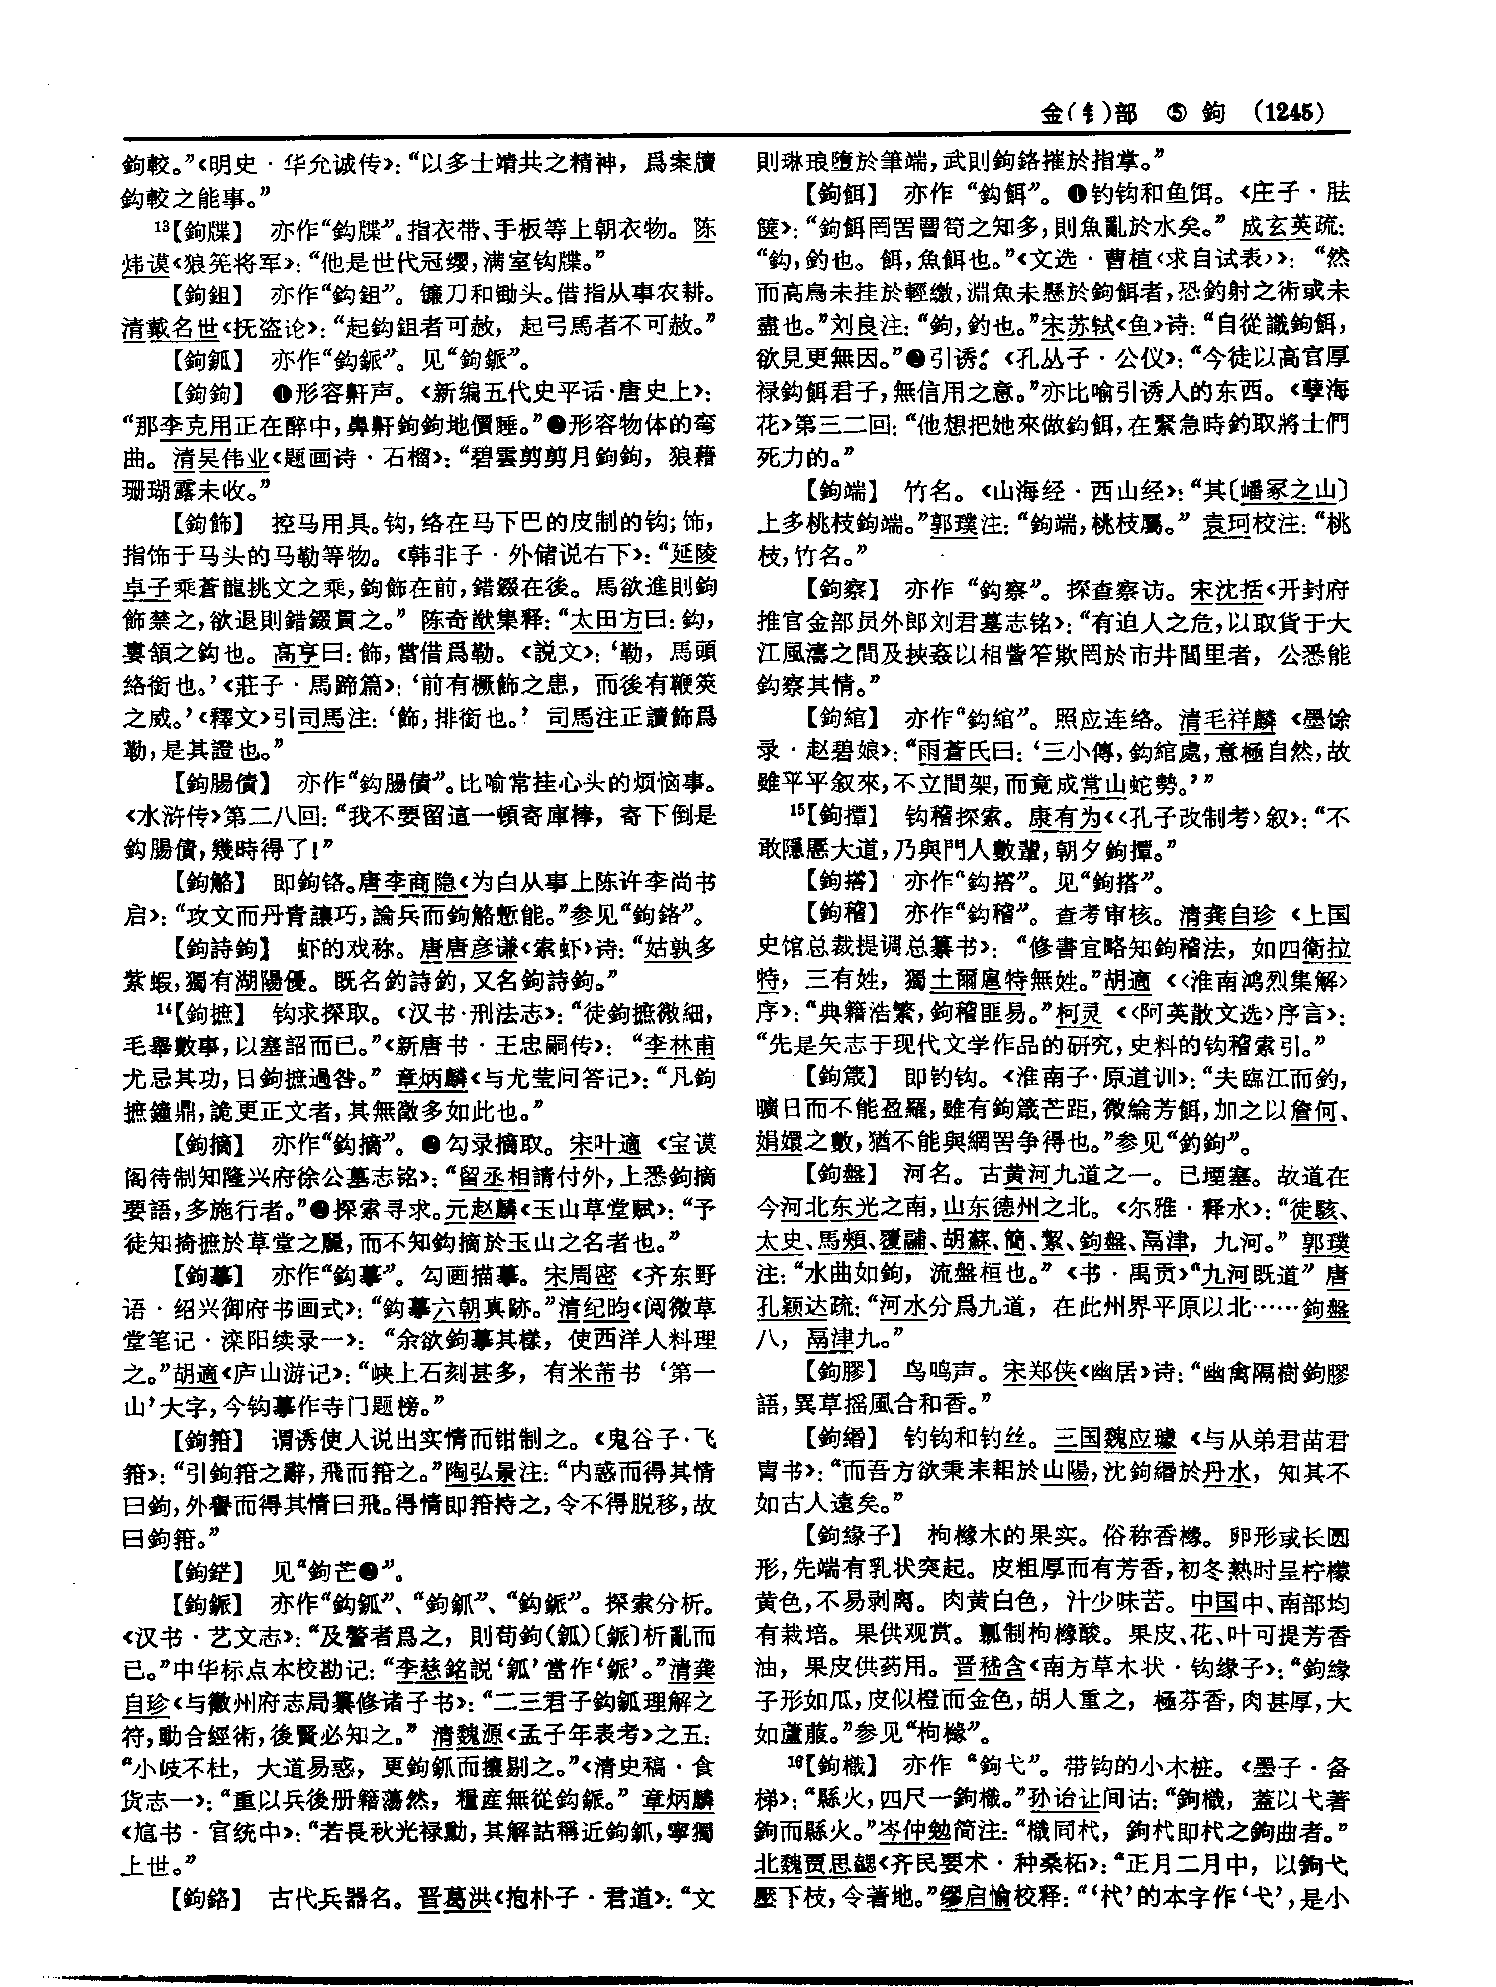 金(钅)部 ⑤ 鉤 (1245)
鉤較。”《明史·华允诚传》：“以多士靖共之精神，爲案牘
鈎較之能事。”
13【鉤牒】 亦作“鈎牒”。指衣带、手板等上朝衣物。陈
炜谟《狼筅将军》：“他是世代冠缨，满室钩牒。”
【鉤鉏】 亦作“鈎鉏”。镰刀和锄头。借指从事农耕。
清戴名世《抚盗论》：“起鈎鉏者可赦，起弓馬者不可赦。”
【鉤釽】 亦作“鈎鎃”。见“鉤鎃”。
【鉤鉤】 ❶形容鼾声。《新编五代史平话·唐史上》：
“那李克用正在醉中，鼻鼾鉤鉤地價睡。”❷形容物体的弯
曲。清吴伟业《题画诗·石榴》：“碧雲剪剪月鉤鉤，狼藉
珊瑚露未收。”
【鉤飾】 控马用具。钩，络在马下巴的皮制的钩；饰，
指饰于马头的马勒等物。《韩非子·外储说右下》：“延陵
卓子乘蒼龍挑文之乘，鉤飾在前，錯錣在後。馬欲進則鉤
飾禁之，欲退則錯錣貫之。”陈奇猷集释：“太田方曰：鈎，
婁頷之鈎也。高亨曰：飾，當借爲勒。《説文》：‘勒，馬頭
絡銜也。’《莊子·馬蹄篇》：‘前有橛飾之患，而後有鞭筴
之威。’《釋文》引司馬注：‘飾，排銜也。’司馬注正讀飾爲
勒，是其證也。”
【鉤腸債】 亦作“鈎腸債”。比喻常挂心头的烦恼事。
《水浒传》第二八回：“我不要留這一頓寄庫棒，寄下倒是
鈎腸債，幾時得了！”
【鉤觡】 即鉤铬。唐李商隐《为白从事上陈许李尚书
启》：“攻文而丹青讓巧，論兵而鉤觡慙能。”参见“鉤鉻”。
【鉤詩鉤】 虾的戏称。唐唐彦谦《索虾》诗：“姑孰多
紫蝦，獨有湖陽優。既名釣詩釣，又名鉤詩鉤。”
14【鉤摭】 钩求探取。《汉书·刑法志》：“徒鉤摭微細，
毛舉數事，以塞詔而已。”《新唐书·王忠嗣传》：“李林甫
尤忌其功，日鉤摭過咎。”章炳麟《与尤莹问答记》：“凡鉤
摭鐘鼎，詭更正文者，其無徵多如此也。”
【鉤摘】 亦作“鈎摘”。❶勾录摘取。宋叶適《宝谟
阁待制知隆兴府徐公墓志铭》：“留丞相請付外，上悉鉤摘
要語，多施行者。”❷探索寻求。元赵麟《玉山草堂赋》：“予
徒知掎摭於草堂之麗，而不知鈎摘於玉山之名者也。”
【鉤摹】 亦作“鈎摹”。勾画描摹。宋周密《齐东野
语·绍兴御府书画式》：“鈎摹六朝真跡。”清纪昀《阅微草
堂笔记·滦阳续录一》：“余欲鉤摹其樣，使西洋人料理
之。”胡適《庐山游记》：“峡上石刻甚多，有米芾书‘第一
山’大字，今钩摹作寺门题榜。”
【鉤箝】 谓诱使人说出实情而钳制之。《鬼谷子·飞
箝》：“引鉤箝之辭，飛而箝之。”陶弘景注：“内惑而得其情
曰鉤，外譽而得其情曰飛。得情即箝持之，令不得脱移，故
曰鉤箝。”
【鉤鋩】 见“鉤芒❷”。
【鉤鎃】 亦作“鈎釽”、“鉤釽”、“鈎鎃”。探索分析。
《汉书·艺文志》：“及警者爲之，則苟鉤(釽)〔鎃〕析亂而
已。”中华标点本校勘记：“李慈銘説‘釽’當作‘鎃’。”清龚
自珍《与徽州府志局纂修诸子书》：“二三君子鈎釽理解之
符，動合經術，後賢必知之。”清魏源《孟子年表考》之五：
“小岐不杜，大道易惑，更鉤釽而攘剔之。”《清史稿·食
货志一》：“重以兵後册籍蕩然，糧産無從鈎鎃。”章炳麟
《訄书·官统中》：“若長秋光禄勳，其解詁稱近鉤釽，寧獨
上世。”
【鉤鉻】 古代兵器名。晋葛洪《抱朴子·君道》：“文
則琳琅墮於筆端，武則鉤鉻摧於指掌。”
【鉤餌】 亦作“鈎餌”。❶钓钩和鱼饵。《庄子·胠
箧》：“鉤餌罔罟罾笱之知多，則魚亂於水矣。”成玄英疏：
“鈎，釣也。餌，魚餌也。”《文选·曹植〈求自试表〉》：“然
而高鳥未挂於輕繳，淵魚未懸於鉤餌者，恐釣射之術或未
盡也。”刘良注：“鉤，釣也。”宋苏轼《鱼》诗：“自從識鉤餌，
欲見更無因。”❷引诱。《孔丛子·公仪》：“今徒以高官厚
禄鈎餌君子，無信用之意。”亦比喻引诱人的东西。《孽海
花》第三二回：“他想把她來做鈎餌，在緊急時釣取將士們
死力的。”
【鉤端】 竹名。《山海经·西山经》：“其〔嶓冢之山〕
上多桃枝鉤端。”郭璞注：“鉤端，桃枝屬。”袁珂校注：“桃
枝，竹名。”
【鉤察】 亦作“鈎察”。探查察访。宋沈括《开封府
推官金部员外郎刘君墓志铭》：“有迫人之危，以取貨于大
江風濤之間及挾姦以相訾笮欺罔於市井閭里者，公悉能
鈎察其情。”
【鉤綰】 亦作“鈎綰”。照应连络。清毛祥麟《墨馀
录·赵碧娘》：“雨蒼氏曰：‘三小傳，鈎綰處，意極自然，故
雖平平叙來，不立間架，而竟成常山蛇勢。’”
15【鉤撢】 钩稽探索。康有为《〈孔子改制考〉叙》：“不
敢隱慝大道，乃與門人數輩，朝夕鉤撢。”
【鉤撘】 亦作“鈎撘”。见“鉤搭”。
【鉤稽】 亦作“鈎稽”。查考审核。清龚自珍《上国
史馆总裁提调总纂书》：“修書宜略知鉤稽法，如四衛拉
特，三有姓，獨土爾扈特無姓。”胡適《〈淮南鸿烈集解〉
序》：“典籍浩繁，鉤稽匪易。”柯灵《〈阿英散文选〉序言》：
“先是矢志于现代文学作品的研究，史料的钩稽索引。”
【鉤箴】 即钓钩。《淮南子·原道训》：“夫臨江而釣，
曠日而不能盈羅，雖有鉤箴芒距，微綸芳餌，加之以詹何、
娟嬛之數，猶不能與網罟争得也。”参见“釣鉤”。
【鉤盤】 河名。古黄河九道之一。已堙塞。故道在
今河北东光之南，山东德州之北。《尔雅·释水》：“徒駭、
太史、馬頰、覆鬴、胡蘇、簡、絜、鉤盤、鬲津，九河。”郭璞
注：“水曲如鉤，流盤桓也。”《书·禹贡》“九河既道”唐
孔颖达疏：“河水分爲九道，在此州界平原以北……鉤盤
八，鬲津九。”
【鉤膠】 鸟鸣声。宋郑侠《幽居》诗：“幽禽隔樹鉤膠
語，異草摇風合和香。”
【鉤緡】 钓钩和钓丝。三国魏应璩《与从弟君苗君
冑书》：“而吾方欲秉耒耜於山陽，沈鉤緡於丹水，知其不
如古人遠矣。”
【鉤緣子】 枸橼木的果实。俗称香橼。卵形或长圆
形，先端有乳状突起。皮粗厚而有芳香，初冬熟时呈柠檬
黄色，不易剥离。肉黄白色，汁少味苦。中国中、南部均
有栽培。果供观赏。瓤制枸橼酸。果皮、花、叶可提芳香
油，果皮供药用。晋嵇含《南方草木状·钩缘子》：“鉤缘
子形如瓜，皮似橙而金色，胡人重之，極芬香，肉甚厚，大
如蘆菔。”参见“枸橼”。
16【鉤樴】 亦作“鉤弋”。带钩的小木桩。《墨子·备
梯》：“縣火，四尺一鉤樴。”孙诒让间诂：“鉤樴，蓋以弋著
鉤而縣火。”岑仲勉简注：“樴同杙，鉤杙即杙之鉤曲者。”
北魏贾思勰《齐民要术·种桑柘》：“正月二月中，以鉤弋
壓下枝，令著地。”缪启愉校释：“‘杙’的本字作‘弋’，是小